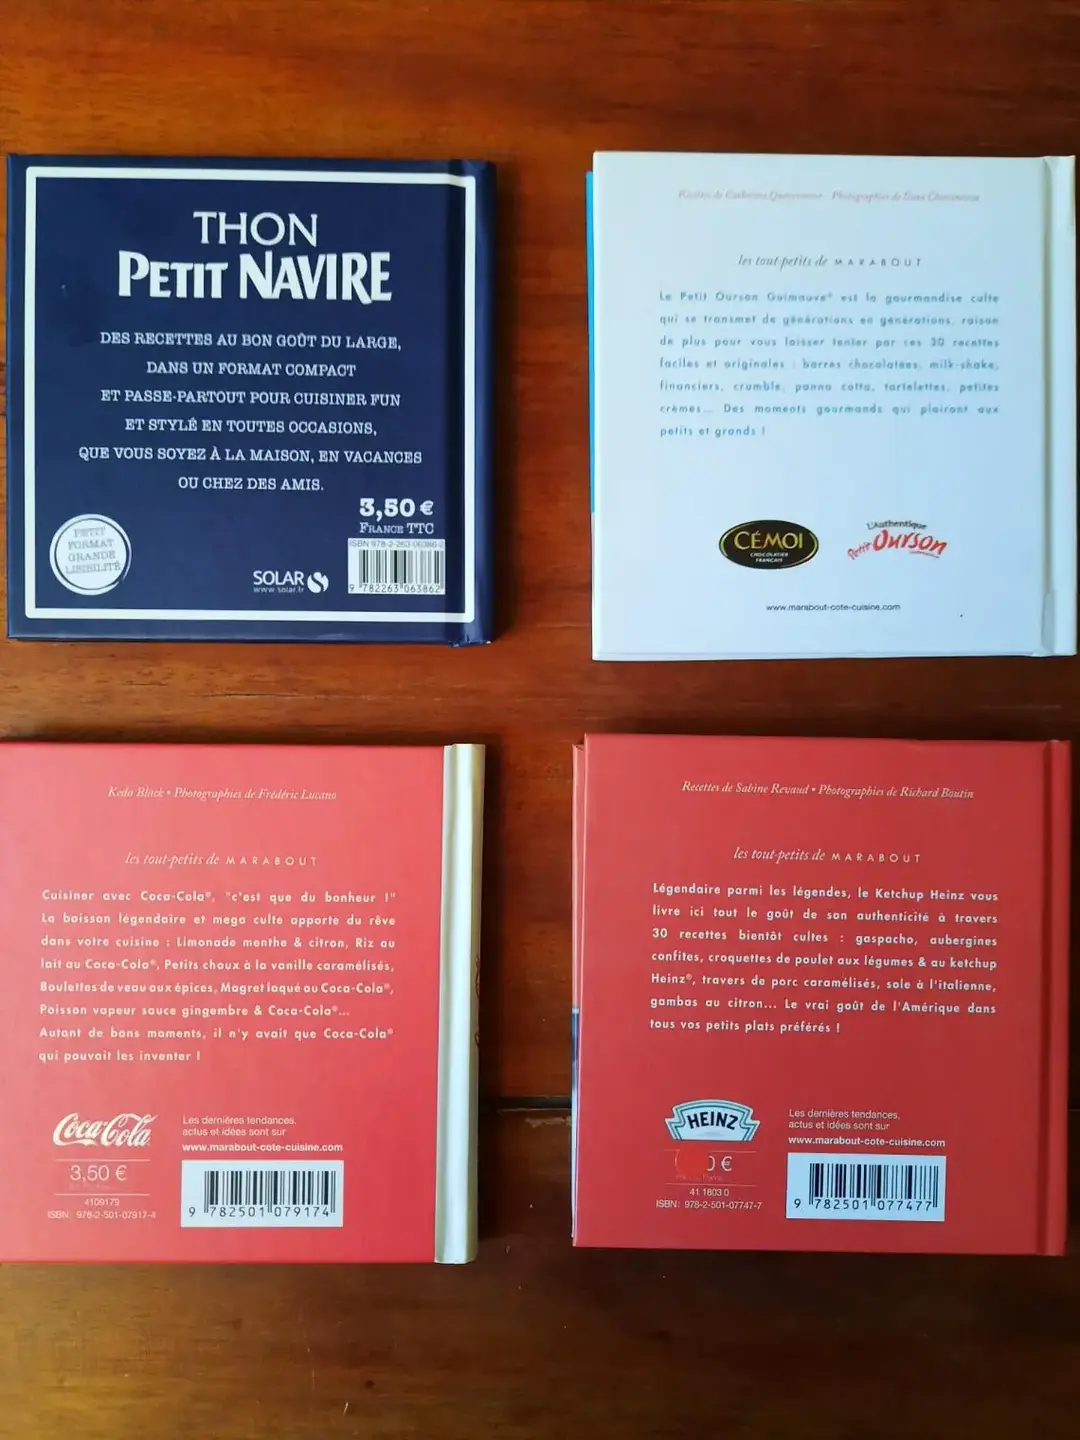 THON
PETIT NAVIRE
DES RECETTES AU BON GOÛT DU LARGE,
DANS UN FORMAT COMPACT
ET PASSE-PARTOUT POUR CUISINER FUN
ET STYLÉ EN TOUTES OCCASIONS,
QUE VOUS SOYEZ À LA MAISON, EN VACANCES
OU CHEZ DES AMIS.
3,50 €
FRANCE TTC
PETIT
FORMAT
GRANDE
LISIBILITÉ
SOLAR
www.solar.fr
ISBN 978-2-263-06386-2
9 782263 063862
Recettes de Catherine Photographies de Ilona
les tout-petits de MARABOUT
Le Petit Ourson Guimauve® est la gourmandise culte
qui se transmet de générations en générations, raison
de plus pour vous laisser tenter par ces 30 recettes
faciles et originales : barres chocolatées, milk-shake,
financiers, crumble, panna cotta, tartelettes, petites
crèmes... Des moments gourmands qui plairont aux
petits et grands !
CÉMOI
CHOCOLATIER
FRANÇAIS
L'Authentique
Petit Ourson
www.marabout-cote-cuisine.com
Keda Black • Photographies de Frédéric Lucano
les tout-petits de MARABOUT
Cuisiner avec Coca-Cola®, "c'est que du bonheur !"
La boisson légendaire et mega culte apporte du rêve
dans votre cuisine : Limonade menthe & citron, Riz au
lait au Coca-Cola®, Petits choux à la vanille caramélisés,
Boulettes de veau aux épices, Magret laqué au Coca-Cola®,
Poisson vapeur sauce gingembre & Coca-Cola®...
Autant de bons moments, il n'y avait que Coca-Cola®
qui pouvait les inventer !
Coca-Cola
3,50 €
4109179
ISBN: 978-2-501-07917-4
Les dernières tendances,
actus et idées sont sur
www.marabout-cote-cuisine.com
9 782501 079174
Recettes de Sabine Revaud • Photographies de Richard Boutin
les tout-petits de MARABOUT
Légendaire parmi les légendes, le Ketchup Heinz vous
livre ici tout le goût de son authenticité à travers
30 recettes bientôt cultes : gaspacho, aubergines
confites, croquettes de poulet aux légumes & au ketchup
Heinz®, travers de porc caramélisés, sole à l'italienne,
gambas au citron... Le vrai goût de l'Amérique dans
tous vos petits plats préférés !
HEINZ
€
41 1803 0
ISBN: 978-2-501-07747-7
Les dernières tendances,
actus et idées sont sur
www.marabout-cote-cuisine.com
9 782501 077477